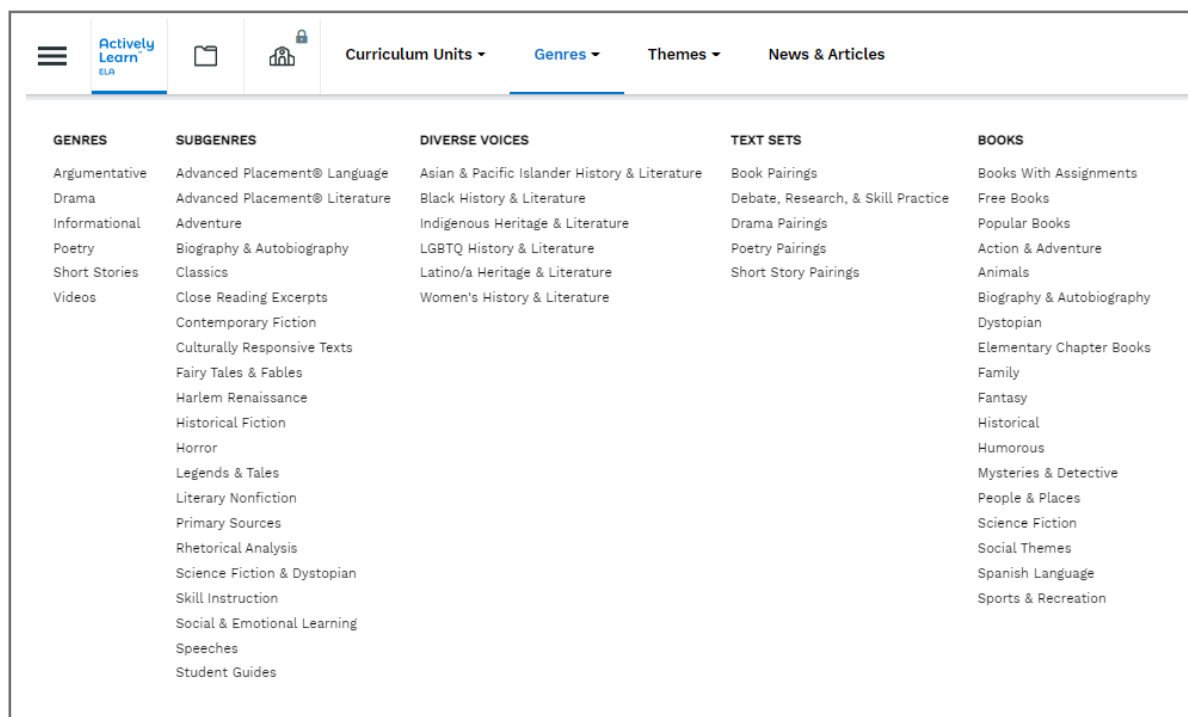 Actively
Learn
ELA
Curriculum Units
Genres
Themes
News & Articles
GENRES
Argumentative
Drama
Informational
Poetry
Short Stories
Videos
SUBGENRES
Advanced Placement® Language
Advanced Placement® Literature
Adventure
Biography & Autobiography
Classics
Close Reading Excerpts
Contemporary Fiction
Culturally Responsive Texts
Fairy Tales & Fables
Harlem Renaissance
Historical Fiction
Horror
Legends & Tales
Literary Nonfiction
Primary Sources
Rhetorical Analysis
Science Fiction & Dystopian
Skill Instruction
Social & Emotional Learning
Speeches
Student Guides
DIVERSE VOICES
Asian & Pacific Islander History & Literature
Black History & Literature
Indigenous Heritage & Literature
LGBTQ History & Literature
Latino/a Heritage & Literature
Women's History & Literature
TEXT SETS
Book Pairings
Debate, Research, & Skill Practice
Drama Pairings
Poetry Pairings
Short Story Pairings
BOOKS
Books With Assignments
Free Books
Popular Books
Action & Adventure
Animals
Biography & Autobiography
Dystopian
Elementary Chapter Books
Family
Fantasy
Historical
Humorous
Mysteries & Detective
People & Places
Science Fiction
Social Themes
Spanish Language
Sports & Recreation